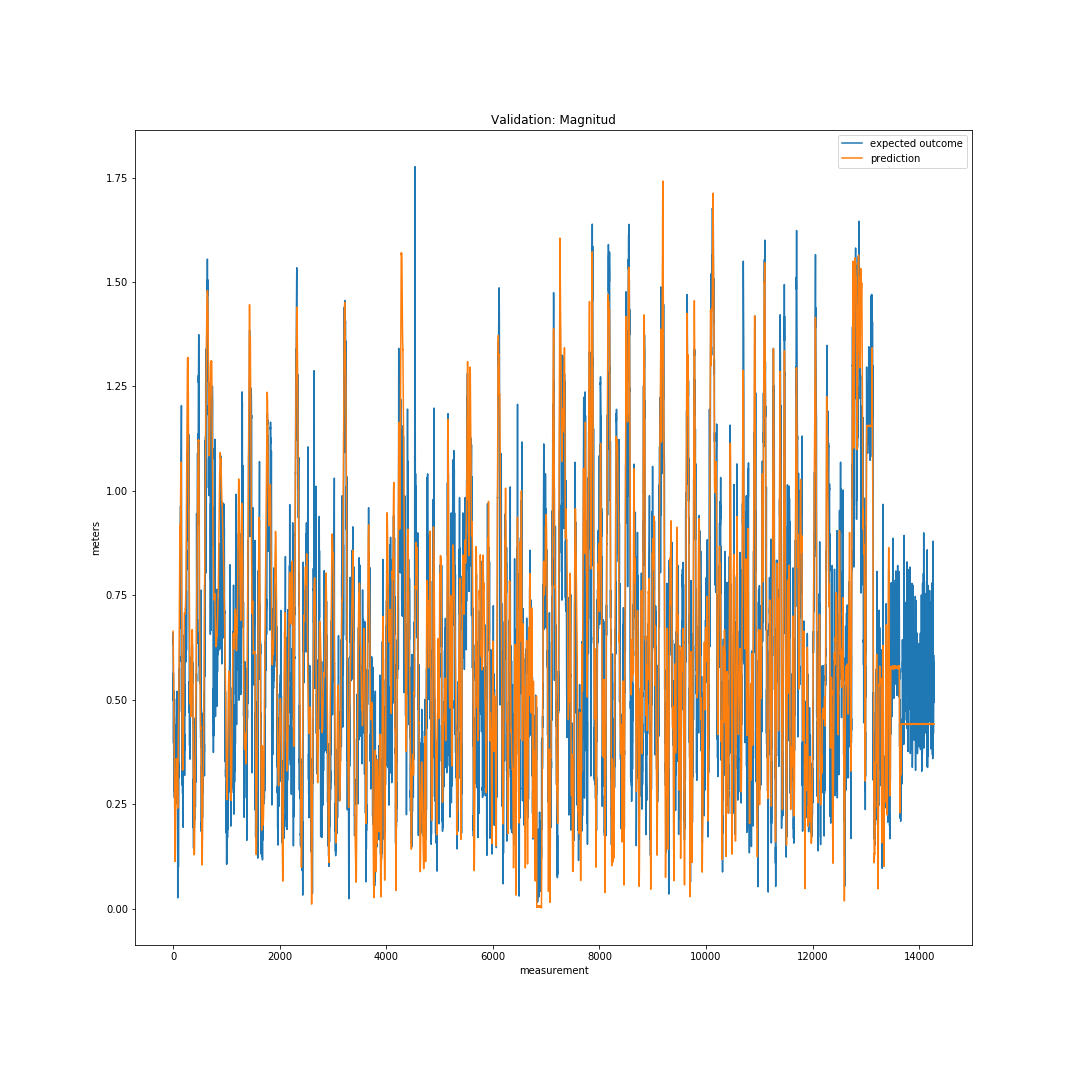 Validation: Magnitud
expected outcome
prediction
1.75
1.50
1.25
1.00
0.75
0.50
0.25
0.00
meters
0 2000 4000 6000 8000 10000 12000 14000
measurement